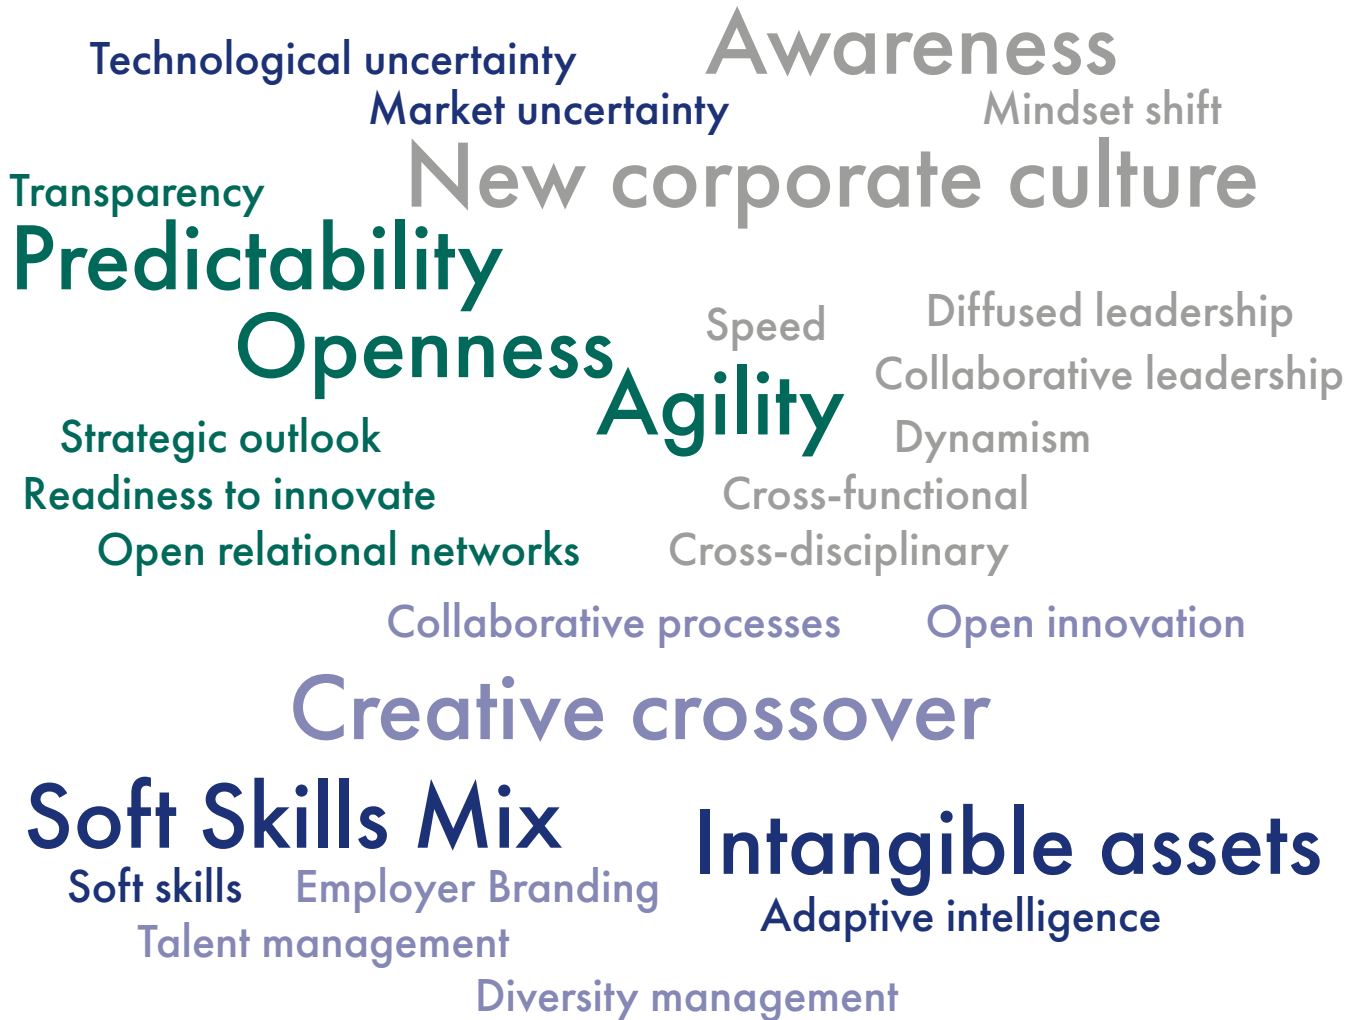 Awareness
Technological uncertainty
Market uncertainty
Mindset shift
New corporate culture
Transparency
Predictability
Diffused leadership
Speed
Openness
Collaborative leadership
Agility
Strategic outlook
Dynamism
Readiness to innovate
Cross-functional
Open relational networks
Cross-disciplinary
Collaborative processes
Open innovation
Creative crossover
Soft Skills Mix
Intangible assets
Soft skills
Employer Branding
Adaptive intelligence
Talent management
Diversity management